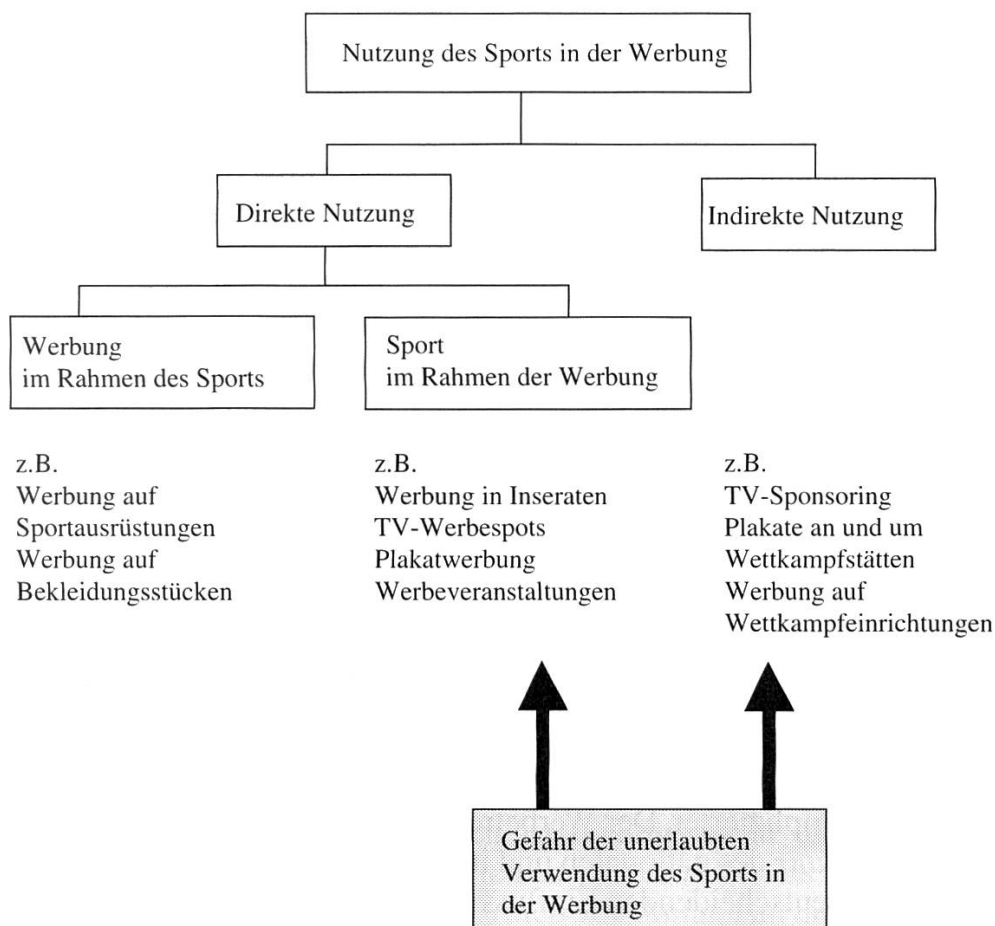 Nutzung des Sports in der Werbung
Direkte Nutzung
Indirekte Nutzung
Werbung
im Rahmen des Sports
Sport
im Rahmen der Werbung
z.B.
Werbung auf
Sportausrüstungen
Werbung auf
Bekleidungsstücken
z.B.
Werbung in Inseraten
TV-Werbespots
Plakatwerbung
Werbeveranstaltungen
z.B.
TV-Sponsoring
Plakate an und um
Wettkampfstätten
Werbung auf
Wettkampfeinrichtungen
Gefahr der unerlaubten
Verwendung des Sports in
der Werbung